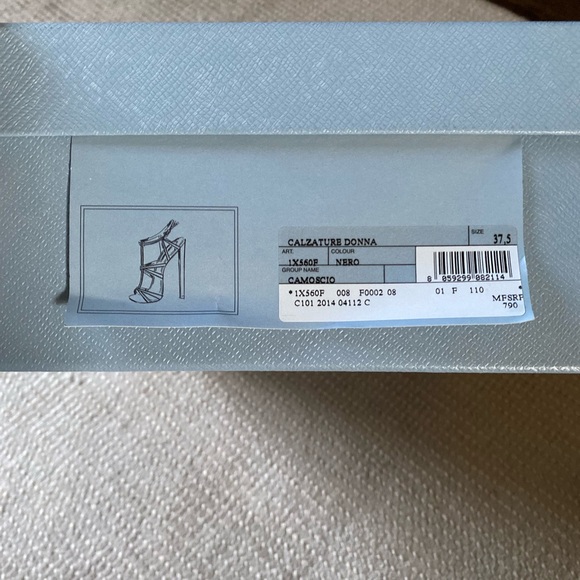 CALZATURE DONNA
SIZE
37,5
ART.
COLOUR
1X560F
NERO
GROUP NAME
CAMOSCIO
8 059299 082114
*1X560F 008 F0002 08 01 F 110 *
C101 2014 04112 C
MFSRP
790